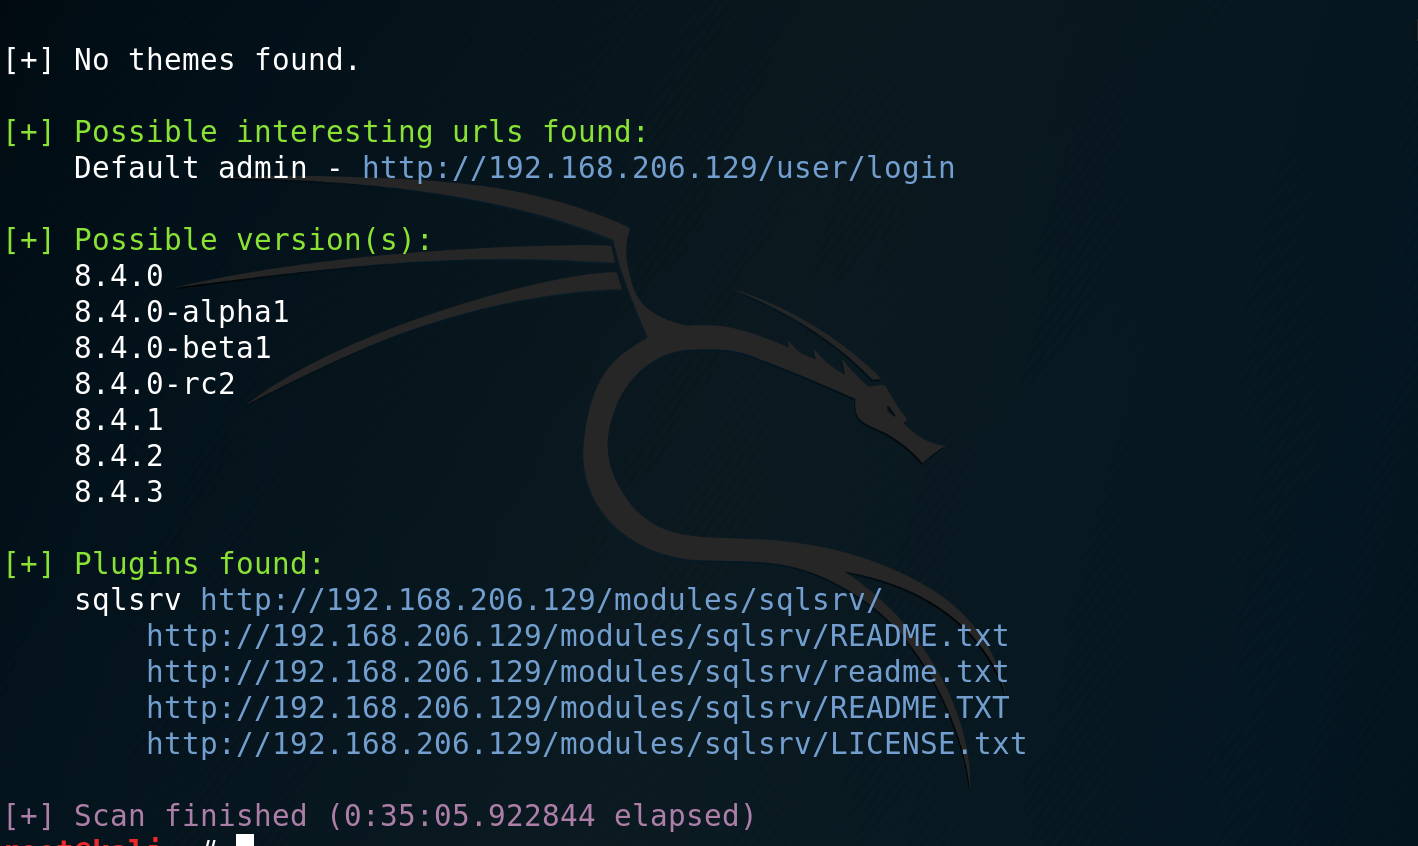 [+] No themes found.
[+] Possible interesting urls found:
Default admin - http://192.168.206.129/user/login
[+] Possible version(s):
8.4.0
8.4.0-alpha1
8.4.0-beta1
8.4.0-rc2
8.4.1
8.4.2
8.4.3
[+] Plugins found:
sqlsrv http://192.168.206.129/modules/sqlsrv/
http://192.168.206.129/modules/sqlsrv/README.txt
http://192.168.206.129/modules/sqlsrv/readme.txt
http://192.168.206.129/modules/sqlsrv/README.TXT
http://192.168.206.129/modules/sqlsrv/LICENSE.txt
[+] Scan finished (0:35:05.922844 elapsed)